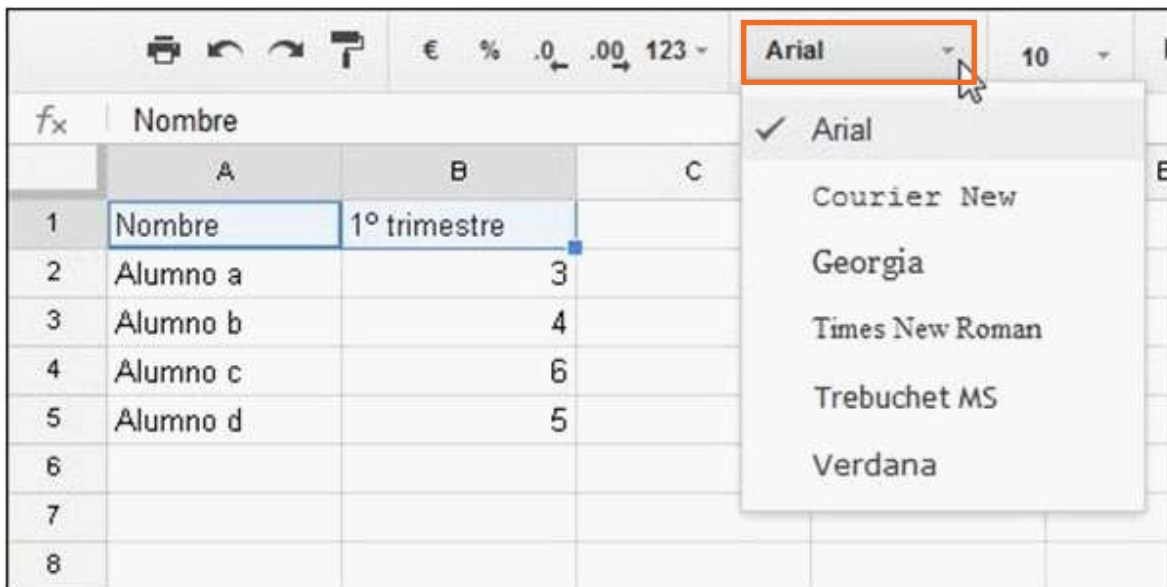 € % .0 .00 123 Arial 10
fx Nombre
A B C
1 Nombre 1º trimestre
2 Alumno a 3
3 Alumno b 4
4 Alumno c 6
5 Alumno d 5
6
7
8
Arial
Courier New
Georgia
Times New Roman
Trebuchet MS
Verdana